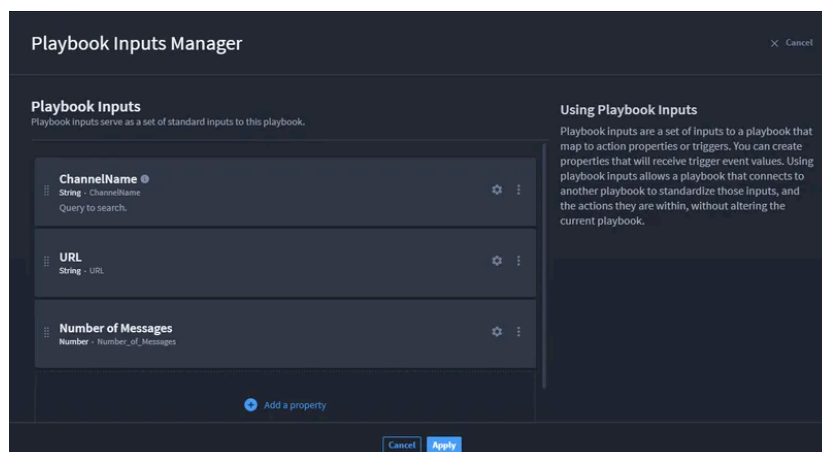 Playbook Inputs Manager
Cancel
Playbook Inputs
Playbook inputs serve as a set of standard inputs to this playbook.
ChannelName
String - ChannelName
Query to search.
URL
String - URL
Number of Messages
Number - Number_of_Messages
Add a property
Using Playbook Inputs
Playbook inputs are a set of inputs to a playbook that
map to action properties or triggers. You can create
properties that will receive trigger event values. Using
playbook inputs allows a playbook that connects to
another playbook to standardize those inputs, and
the actions they are within, without altering the
current playbook.
Cancel Apply